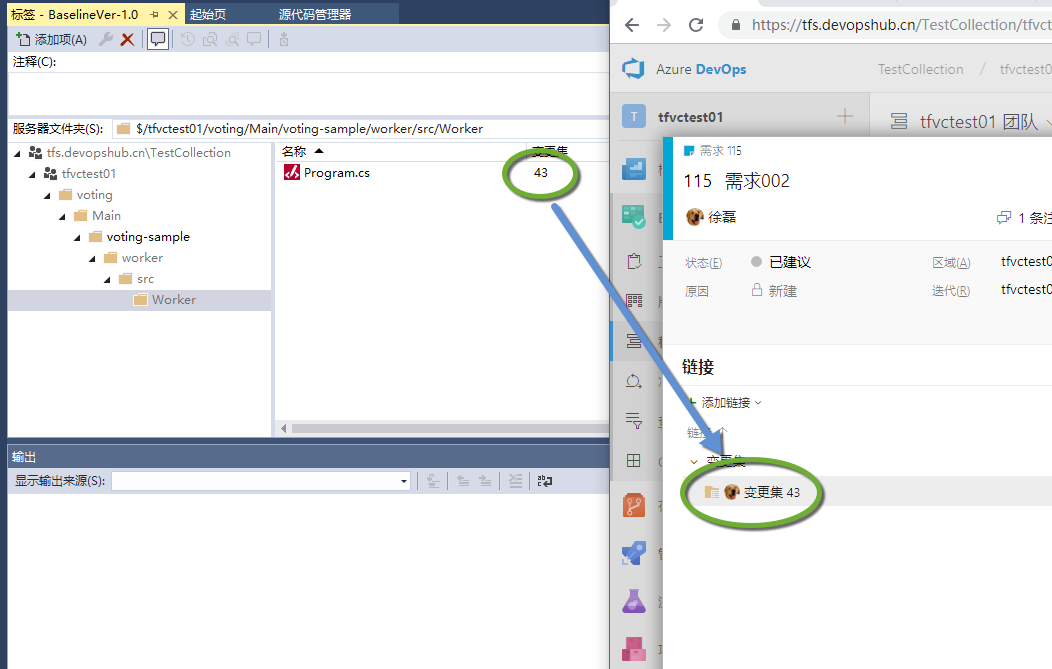 标签 - BaselineVer-1.0
起始页
源代码管理器
添加项(A)
注释(C):
服务器文件夹(S):
$/tfvctest01/voting/Main/voting-sample/worker/src/Worker
tfs.devopshub.cn\TestCollection
tfvctest01
voting
Main
voting-sample
worker
src
Worker
名称
变更集
Program.cs
43
输出
显示输出来源(S):
https://tfs.devopshub.cn/TestCollection/tfvct
Azure DevOps
TestCollection / tfvctest0
T
tfvctest01
tfvctest01 团队
需求 115
115 需求002
徐磊
1 条注
状态(E)
已建议
区域(A)
tfvctest0
原因
新建
迭代(R)
tfvctest0
链接
添加链接
链接
变更集
变更集 43